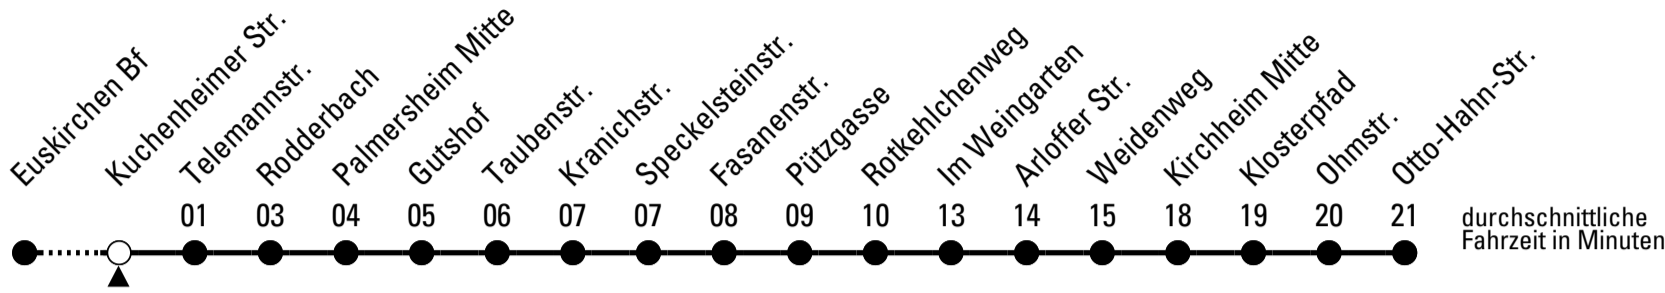 Euskirchen Bf
Kuchenheimer Str.
Telemannstr.
Rodderbach
Palmersheim Mitte
Gutshof
Taubenstr.
Kranichstr.
Speckelsteinstr.
Fasanenstr.
Pützgasse
Rotkehlchenweg
Im Weingarten
Arloffer Str.
Weidenweg
Kirchheim Mitte
Klosterpfad
Ohmstr.
Otto-Hahn-Str.
01 03 04 05 06 07 07 08 09 10 13 14 15 18 19 20 21
durchschnittliche
Fahrzeit in Minuten